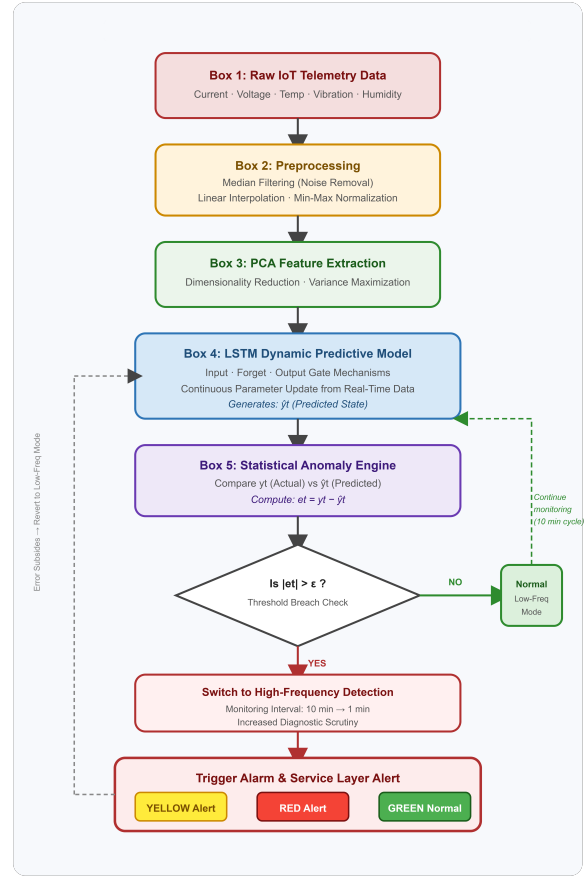 Box 1: Raw IoT Telemetry Data
Current · Voltage · Temp · Vibration · Humidity
Box 2: Preprocessing
Median Filtering (Noise Removal)
Linear Interpolation · Min-Max Normalization
Box 3: PCA Feature Extraction
Dimensionality Reduction · Variance Maximization
Box 4: LSTM Dynamic Predictive Model
Input · Forget · Output Gate Mechanisms
Continuous Parameter Update from Real-Time Data
Generates: ŷt (Predicted State)
Box 5: Statistical Anomaly Engine
Compare yt (Actual) vs ŷt (Predicted)
Compute: et = yt − ŷt
Is |et| > ε ?
Threshold Breach Check
NO
Normal
Low-Freq
Mode
Continue
monitoring
(10 min cycle)
YES
Switch to High-Frequency Detection
Monitoring Interval: 10 min → 1 min
Increased Diagnostic Scrutiny
Trigger Alarm & Service Layer Alert
YELLOW Alert
RED Alert
GREEN Normal
Error Subsides → Revert to Low-Freq Mode